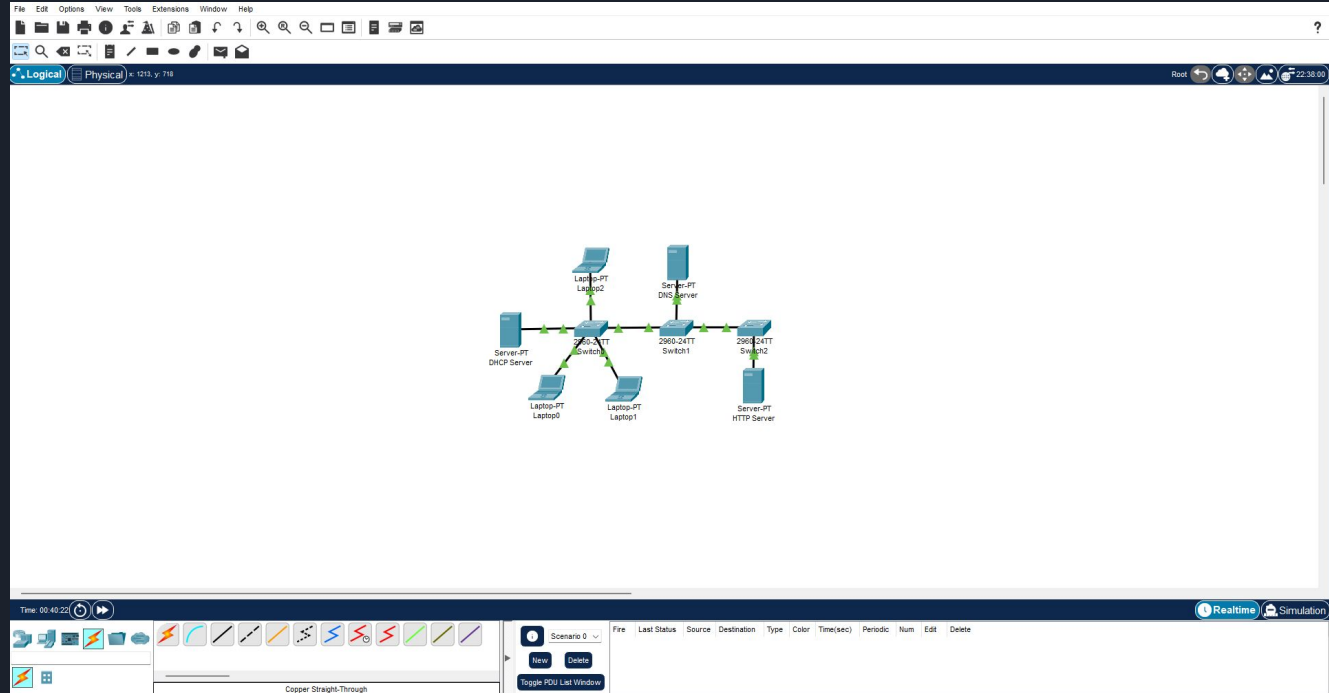 File Edit Options View Tools Extensions Window Help
?
Logical Physical x: 1213, y: 718 Root 22:38:00
Laptop-PT
Laptop2
Server-PT
DNS Server
2960-24TT
Switch0
2960-24TT
Switch1
2960-24TT
Switch2
Server-PT
DHCP Server
Laptop-PT
Laptop0
Laptop-PT
Laptop1
Server-PT
HTTP Server
Time: 00:40:22 Realtime Simulation
Scenario 0 Fire Last Status Source Destination Type Color Time(sec) Periodic Num Edit Delete
New Delete
Toggle PDU List Window
Copper Straight-Through